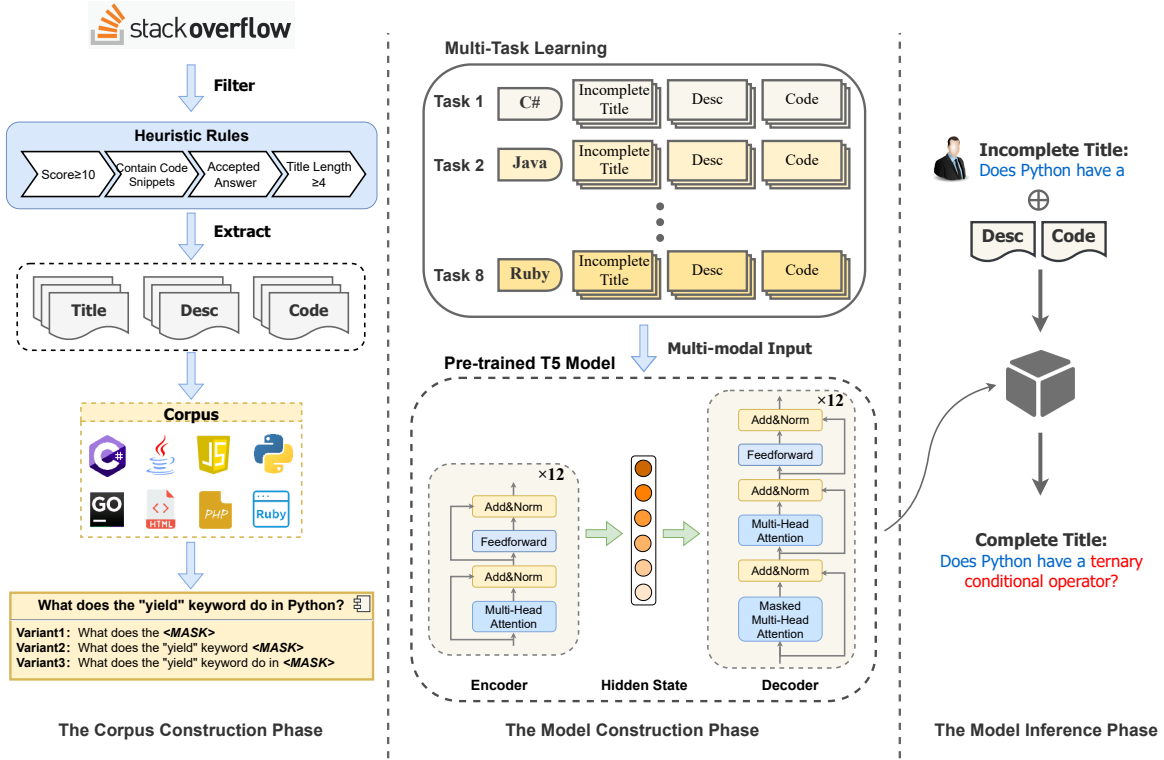 stackoverflow
Filter
Heuristic Rules
Score≥10
Contain Code
Snippets
Accepted
Answer
Title Length
≥4
Extract
Title
Desc
Code
Corpus
C#
JS
GO
HTML
PHP
Ruby
What does the "yield" keyword do in Python?
Variant1: What does the <MASK>
Variant2: What does the "yield" keyword <MASK>
Variant3: What does the "yield" keyword do in <MASK>
The Corpus Construction Phase
Multi-Task Learning
Task 1
C#
Incomplete
Title
Desc
Code
Task 2
Java
Incomplete
Title
Desc
Code
Task 8
Ruby
Incomplete
Title
Desc
Code
Multi-modal Input
Pre-trained T5 Model
×12
Add&Norm
Feedforward
Add&Norm
Multi-Head
Attention
Encoder
Hidden State
×12
Add&Norm
Feedforward
Add&Norm
Multi-Head
Attention
Add&Norm
Masked
Multi-Head
Attention
Decoder
The Model Construction Phase
Incomplete Title:
Does Python have a
Desc
Code
Complete Title:
Does Python have a ternary
conditional operator?
The Model Inference Phase